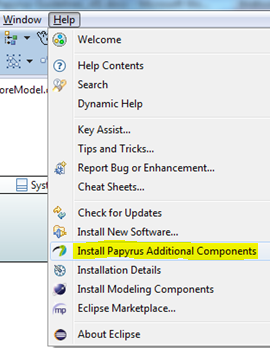 Window Help
Welcome
Help Contents
Search
Dynamic Help
Key Assist...
Tips and Tricks...
Report Bug or Enhancement...
Cheat Sheets...
Check for Updates
Install New Software...
Install Papyrus Additional Components
Installation Details
Install Modeling Components
Eclipse Marketplace...
About Eclipse
oreModel.
Syst
mp